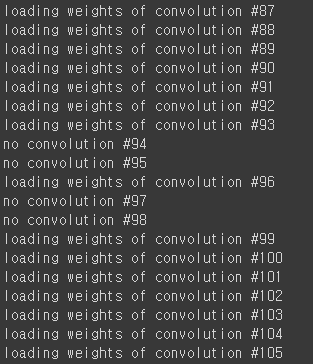 loading weights of convolution #87
loading weights of convolution #88
loading weights of convolution #89
loading weights of convolution #90
loading weights of convolution #91
loading weights of convolution #92
loading weights of convolution #93
no convolution #94
no convolution #95
loading weights of convolution #96
no convolution #97
no convolution #98
loading weights of convolution #99
loading weights of convolution #100
loading weights of convolution #101
loading weights of convolution #102
loading weights of convolution #103
loading weights of convolution #104
loading weights of convolution #105